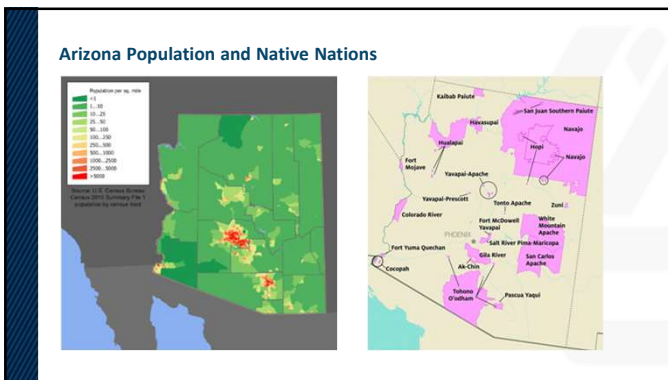 Arizona Population and Native Nations
Population per sq. mile
<1
1...10
10...25
25...50
50...100
100...250
250...500
500...1000
1000...2500
2500...5000
>5000
Source: U.S. Census Bureau
Census 2010 Summary File 1
population by census tract
Kaibab Paiute
San Juan Southern Paiute
Havasupai
Navajo
Hualapai
Hopi
Navajo
Fort
Mojave
Yavapai-Apache
Yavapai-Prescott
Tonto Apache
Zuni
Colorado River
Fort McDowell
Yavapai
White
Mountain
Apache
PHOENIX
Salt River Pima-Maricopa
Fort Yuma Quechan
Gila River
San Carlos
Apache
Cocopah
Ak-Chin
Tohono
O'odham
Pascua Yaqui